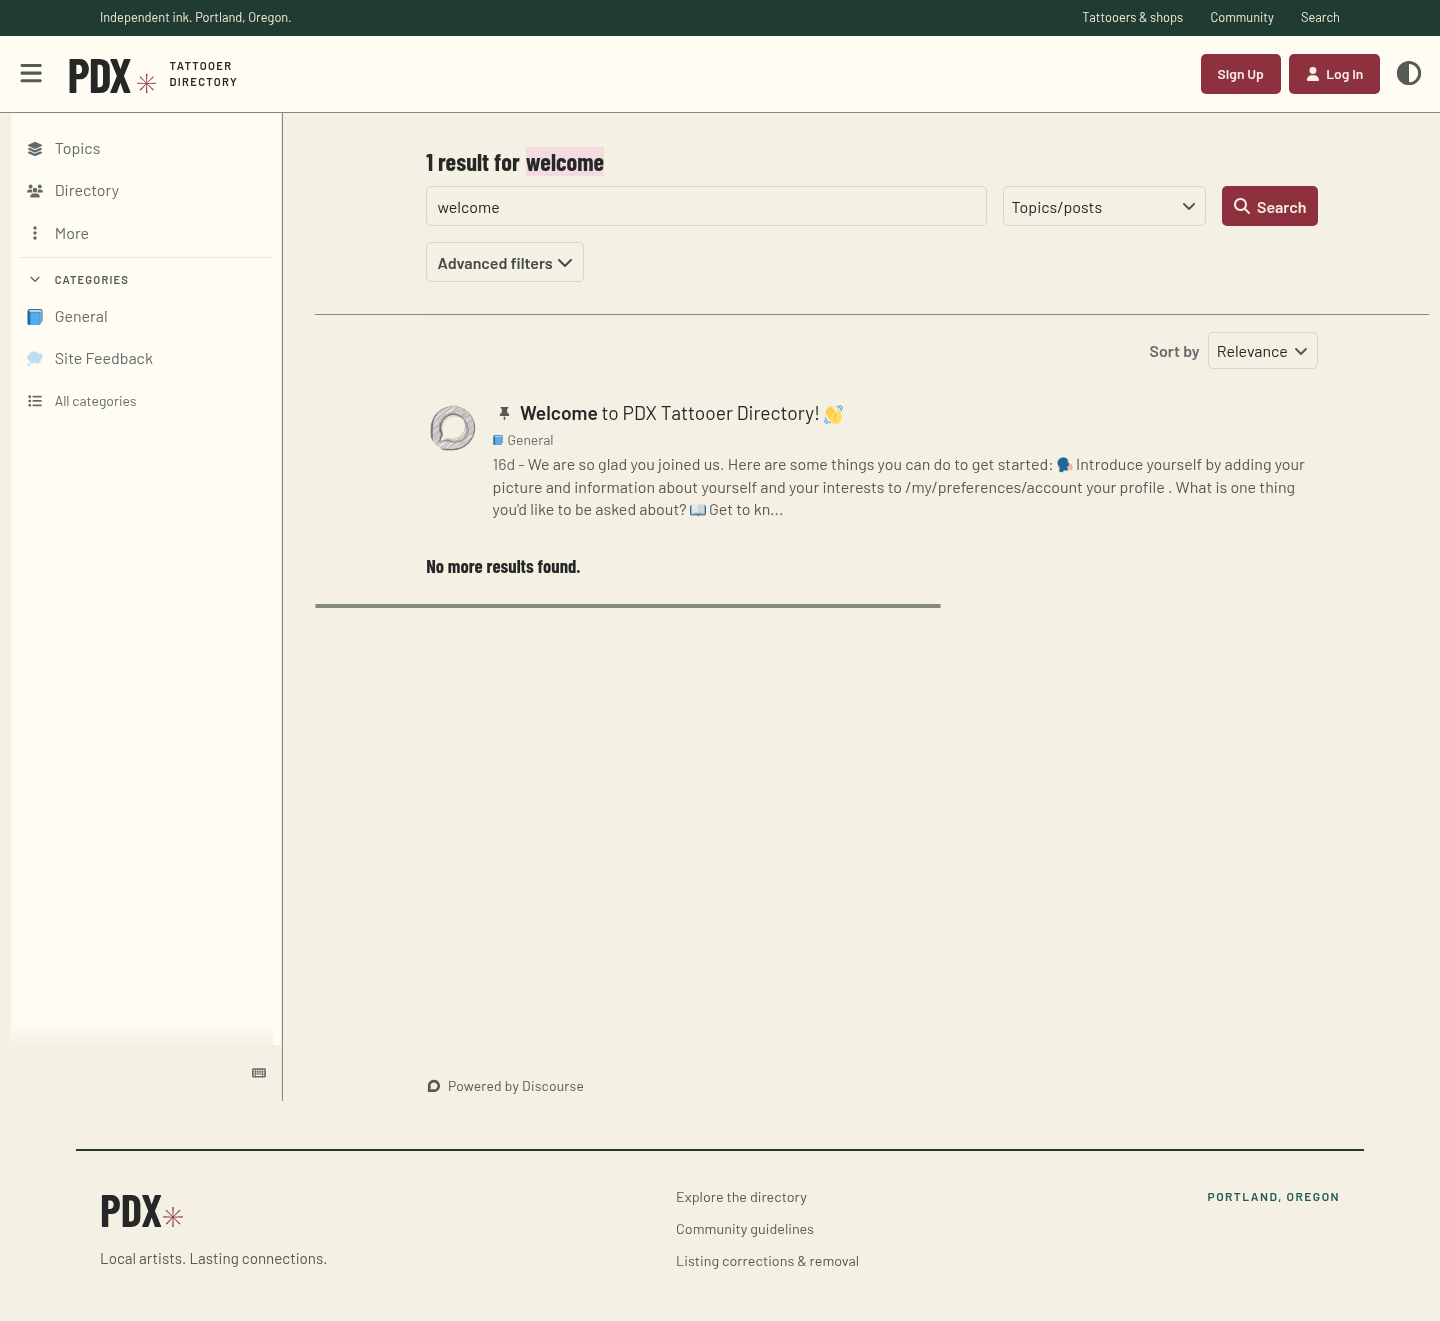 Independent ink. Portland, Oregon.
Tattooers & shops
Community
Search
PDX
TATTOOER
DIRECTORY
Sign Up
Log In
Topics
Directory
More
CATEGORIES
General
Site Feedback
All categories
1 result for welcome
welcome
Topics/posts
Search
Advanced filters
Sort by
Relevance
Welcome to PDX Tattooer Directory! 👋
General
16d - We are so glad you joined us. Here are some things you can do to get started: 🗣 Introduce yourself by adding your
picture and information about yourself and your interests to /my/preferences/account your profile . What is one thing
you'd like to be asked about? 📖 Get to kn...
No more results found.
Powered by Discourse
PDX
Local artists. Lasting connections.
Explore the directory
Community guidelines
Listing corrections & removal
PORTLAND, OREGON